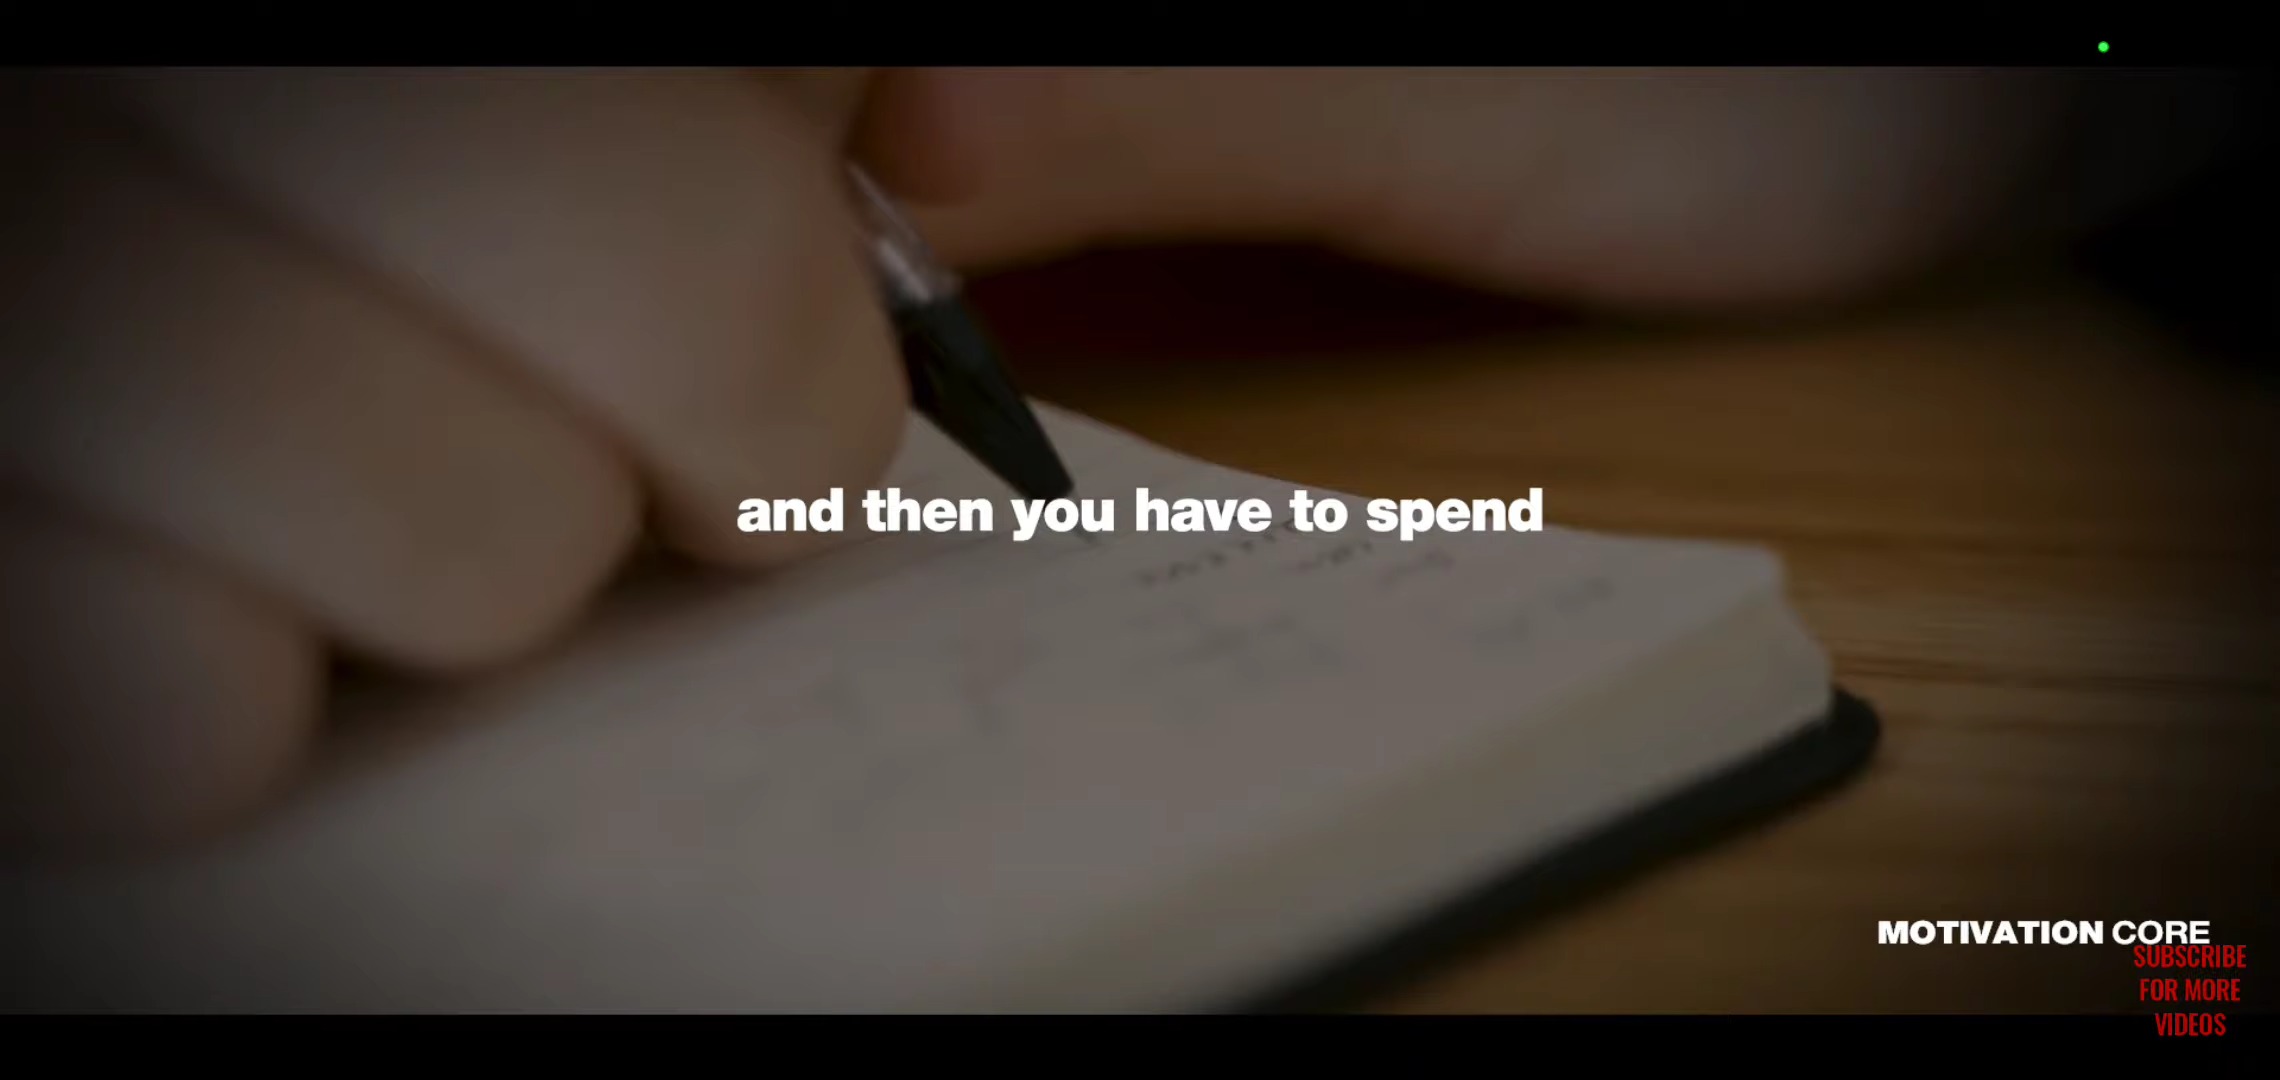 and then you have to spend
MOTIVATION CORE
SUBSCRIBE
FOR MORE
VIDEOS